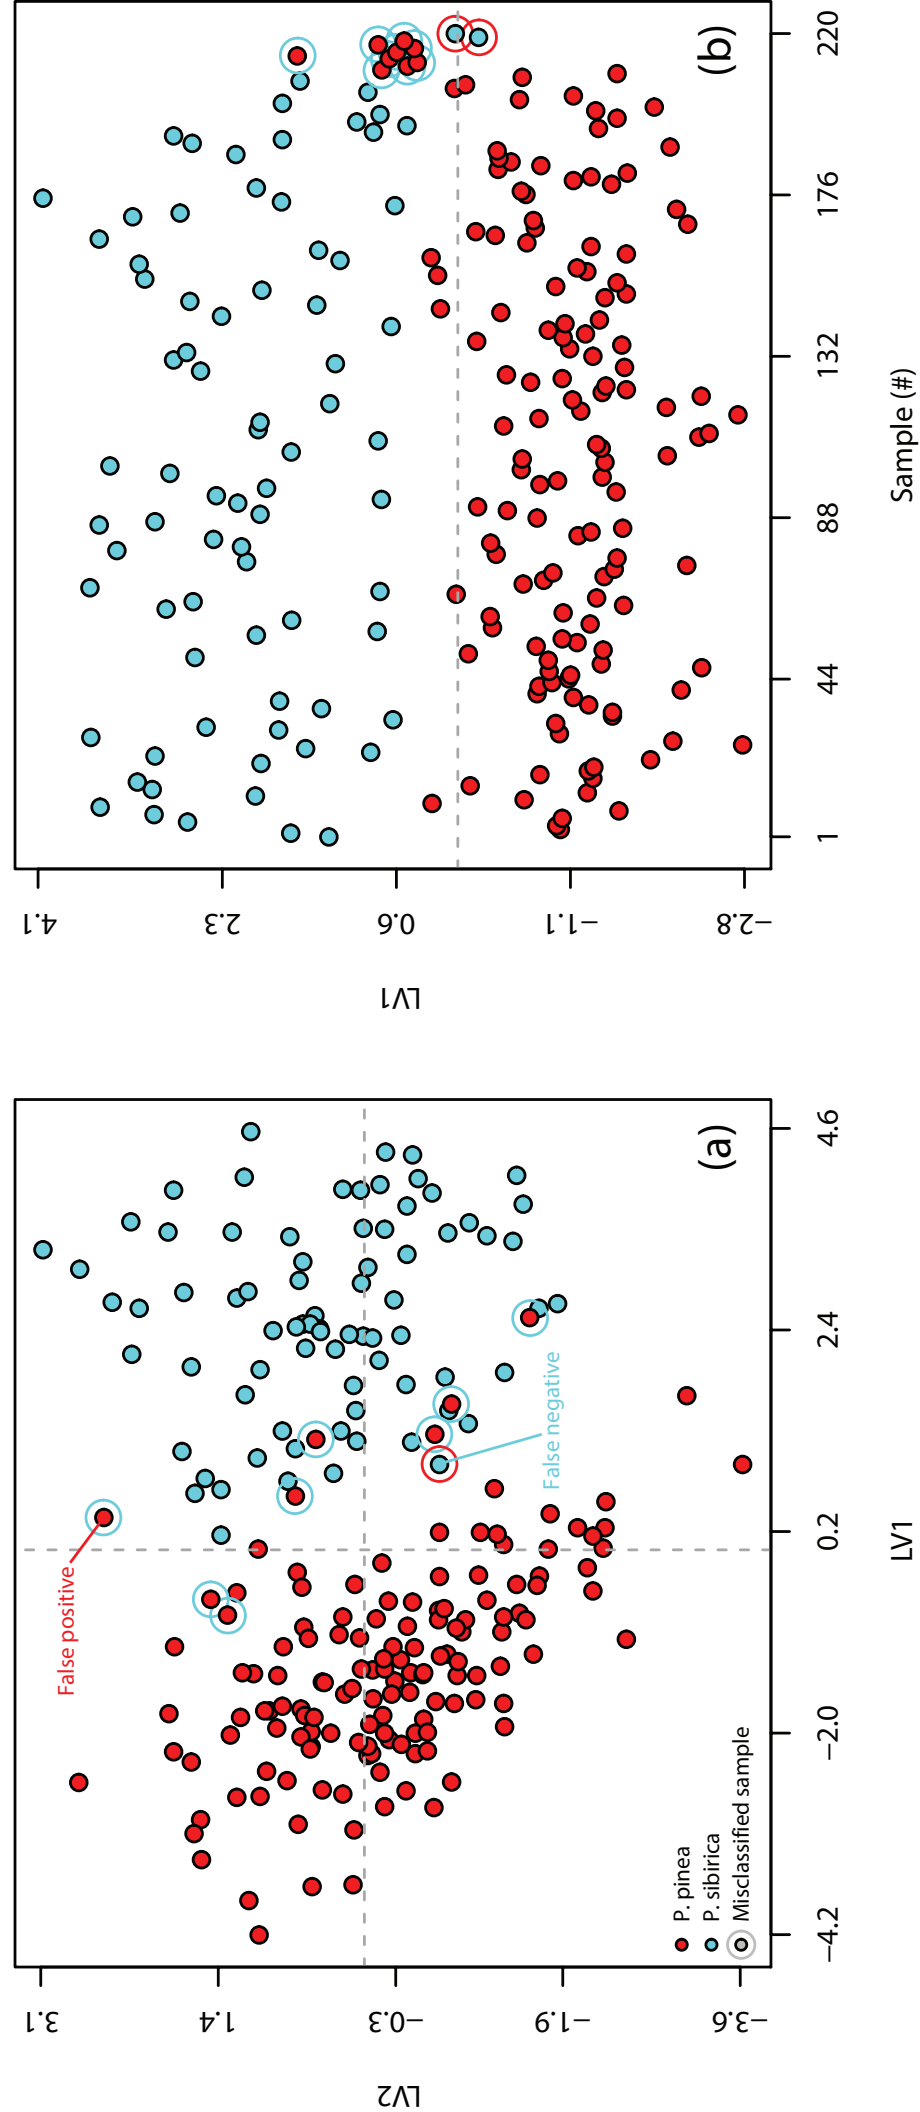 3.1
1.4
−0.3
−1.9
−3.6
LV2
False positive
False negative
P. pinea
P. sibirica
Misclassified sample
(a)
−4.2
−2.0
0.2
2.4
4.6
LV1
4.1
2.3
0.6
−1.1
−2.8
LV1
(b)
1
44
88
132
176
220
Sample (#)